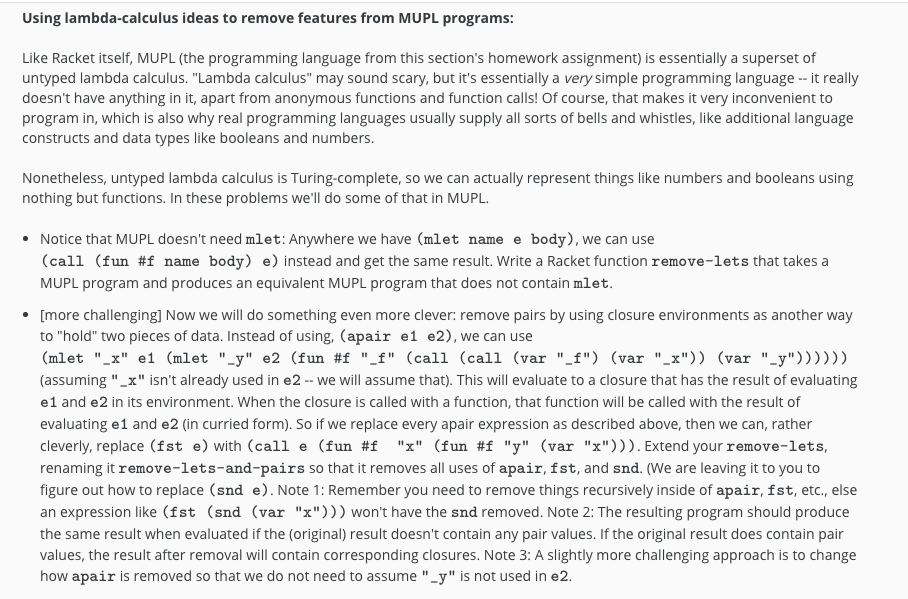 Using lambda-calculus ideas to remove features from MUPL programs:
Like Racket itself, MUPL (the programming language from this section's homework assignment) is essentially a superset of
untyped lambda calculus. "Lambda calculus" may sound scary, but it's essentially a very simple programming language -- it really
doesn't have anything in it, apart from anonymous functions and function calls! Of course, that makes it very inconvenient to
program in, which is also why real programming languages usually supply all sorts of bells and whistles, like additional language
constructs and data types like booleans and numbers.
Nonetheless, untyped lambda calculus is Turing-complete, so we can actually represent things like numbers and booleans using
nothing but functions. In these problems we'll do some of that in MUPL.
• Notice that MUPL doesn't need mlet: Anywhere we have (mlet name e body), we can use
(call (fun #f name body) e) instead and get the same result. Write a Racket function remove-lets that takes a
MUPL program and produces an equivalent MUPL program that does not contain mlet.
• [more challenging] Now we will do something even more clever: remove pairs by using closure environments as another way
to "hold" two pieces of data. Instead of using, (apair e1 e2), we can use
(mlet "_x" e1 (mlet "_y" e2 (fun #f "_f" (call (call (var "_f") (var "_x")) (var "_y"))))))
(assuming "_x" isn't already used in e2 -- we will assume that). This will evaluate to a closure that has the result of evaluating
e1 and e2 in its environment. When the closure is called with a function, that function will be called with the result of
evaluating e1 and e2 (in curried form). So if we replace every apair expression as described above, then we can, rather
cleverly, replace (fst e) with (call e (fun #f "x" (fun #f "y" (var "x"))). Extend your remove-lets,
renaming it remove-lets-and-pairs so that it removes all uses of apair, fst, and snd. (We are leaving it to you to
figure out how to replace (snd e). Note 1: Remember you need to remove things recursively inside of apair, fst, etc., else
an expression like (fst (snd (var "x"))) won't have the snd removed. Note 2: The resulting program should produce
the same result when evaluated if the (original) result doesn't contain any pair values. If the original result does contain pair
values, the result after removal will contain corresponding closures. Note 3: A slightly more challenging approach is to change
how apair is removed so that we do not need to assume "_y" is not used in e2.